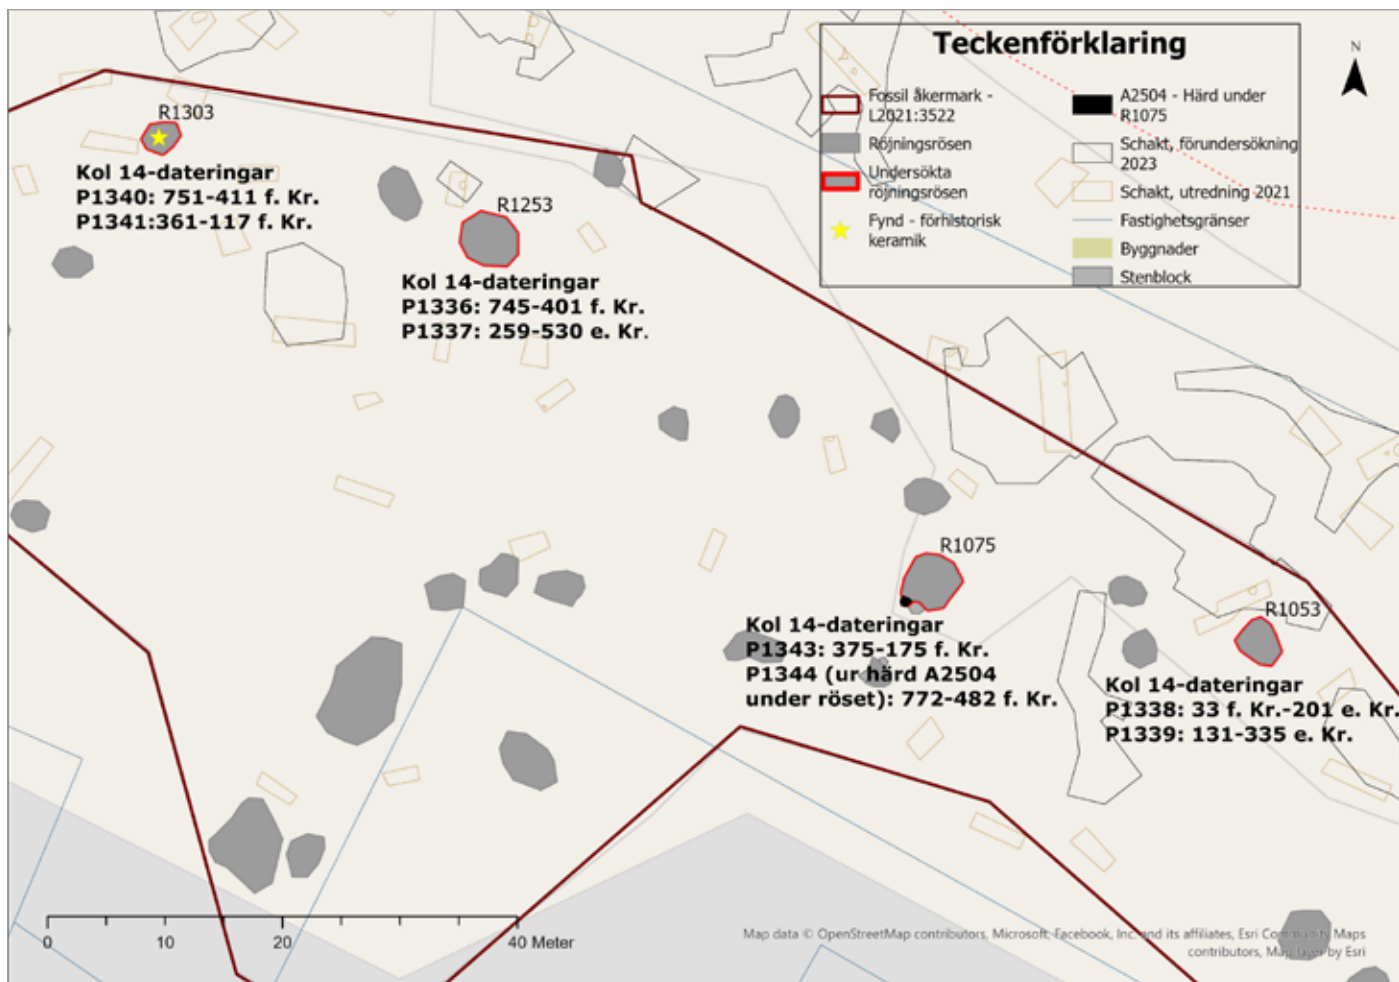 Teckenförklaring
Fossil åkermark -
L2021:3522
Röjningsrösen
Undersökta
röjningsrösen
Fynd - förhistorisk
keramik
A2504 - Härd under
R1075
Schakt, förundersökning
2023
Schakt, utredning 2021
Fastighetsgränser
Byggnader
Stenblock
N
R1303
Kol 14-dateringar
P1340: 751-411 f. Kr.
P1341:361-117 f. Kr.
R1253
Kol 14-dateringar
P1336: 745-401 f. Kr.
P1337: 259-530 e. Kr.
R1075
Kol 14-dateringar
P1343: 375-175 f. Kr.
P1344 (ur härd A2504
under röset): 772-482 f. Kr.
R1053
Kol 14-dateringar
P1338: 33 f. Kr.-201 e. Kr.
P1339: 131-335 e. Kr.
0 10 20 40 Meter
Map data © OpenStreetMap contributors, Microsoft, Facebook, Inc. and its affiliates, Esri Community Maps
contributors, Map layer by Esri